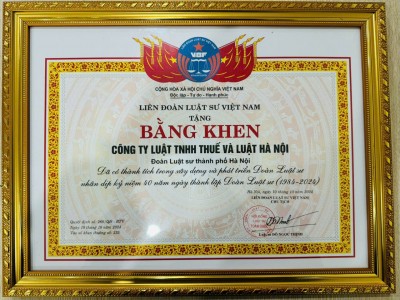 VBF
CỘNG HÒA XÃ HỘI CHỦ NGHĨA VIỆT NAM
Độc lập - Tự do - Hạnh phúc
LIÊN ĐOÀN LUẬT SƯ VIỆT NAM
TẶNG
BẰNG KHEN
CÔNG TY LUẬT TNHH THUẾ VÀ LUẬT HÀ NỘI
Đoàn Luật sư thành phố Hà Nội
Đã có thành tích trong xây dựng và phát triển Đoàn Luật sư
nhân dịp kỷ niệm 40 năm ngày thành lập Đoàn Luật sư (1984-2024)
LIÊN ĐOÀN LUẬT SƯ VIỆT NAM
CHỦ TỊCH